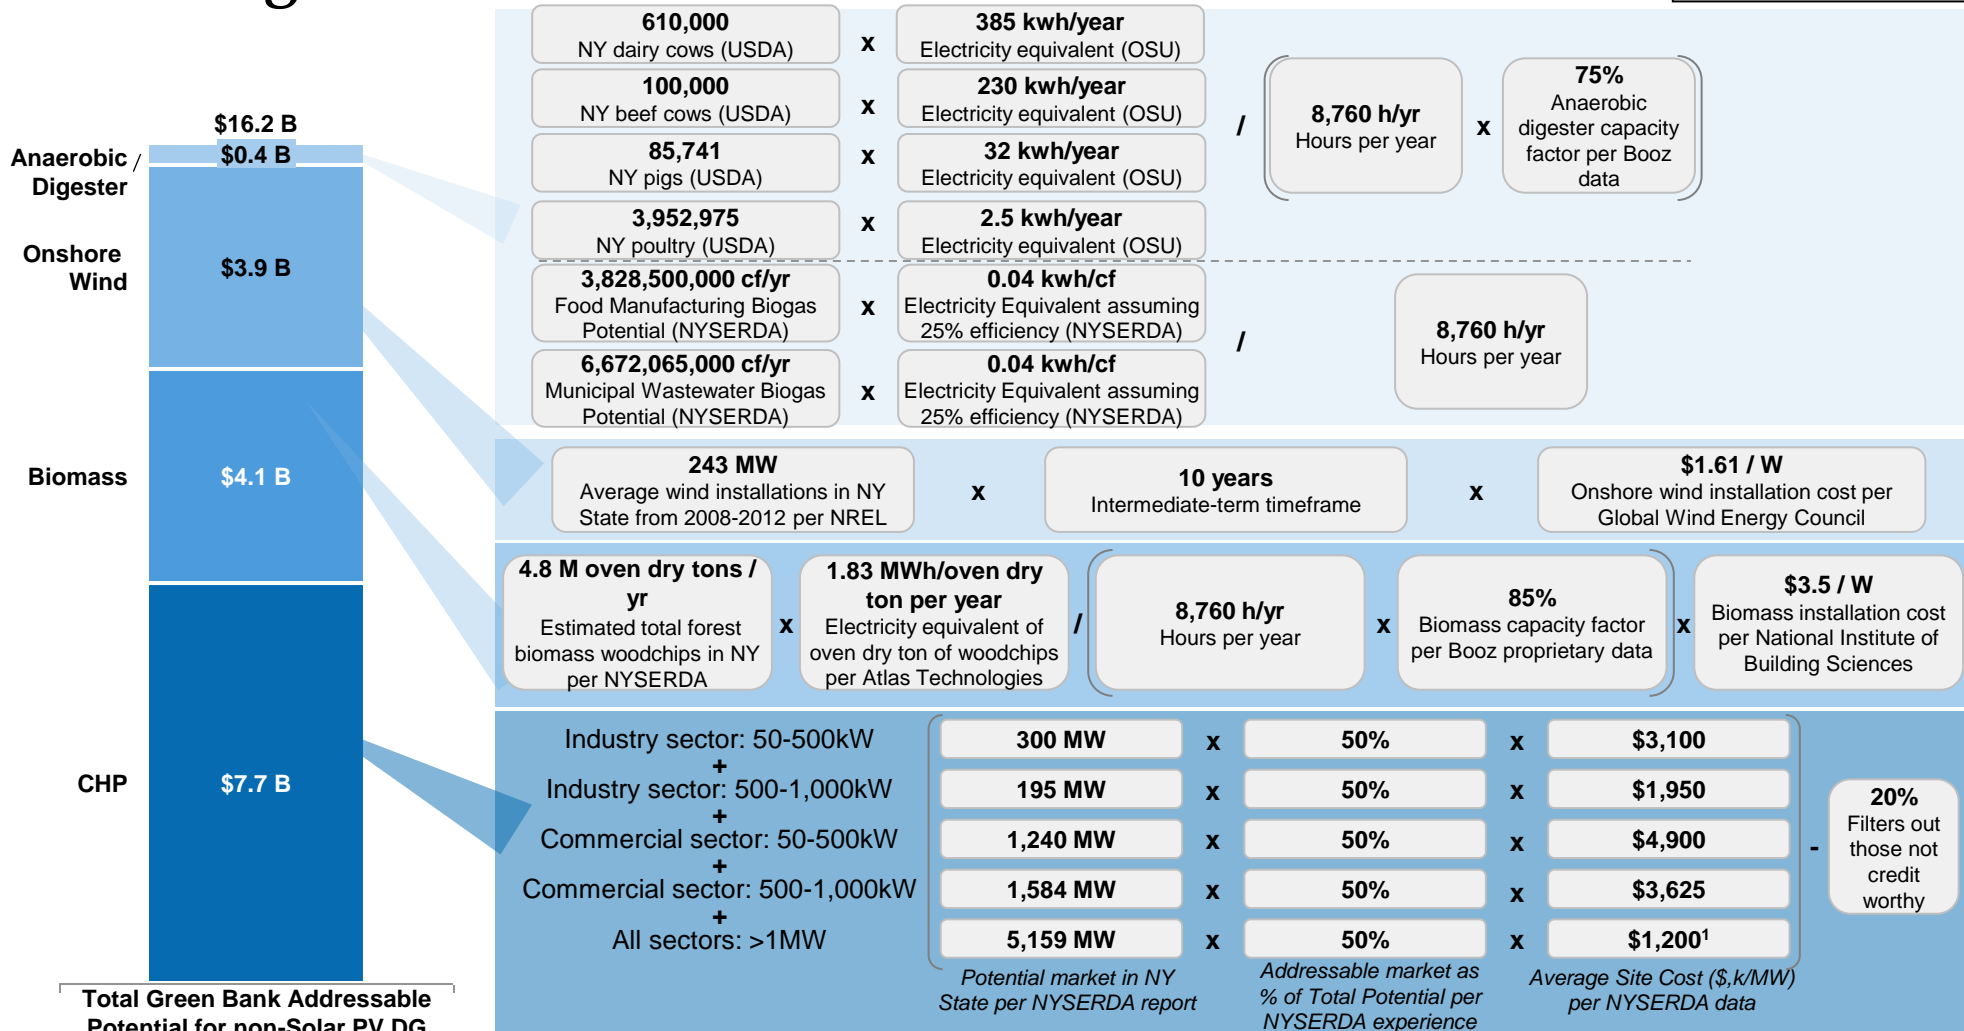 $16.2 B
Anaerobic /
Digester
$0.4 B
Onshore
Wind
$3.9 B
Biomass
$4.1 B
CHP
$7.7 B
Total Green Bank Addressable
Potential for non-Solar PV DG
610,000
NY dairy cows (USDA)
x
385 kwh/year
Electricity equivalent (OSU)
100,000
NY beef cows (USDA)
x
230 kwh/year
Electricity equivalent (OSU)
85,741
NY pigs (USDA)
x
32 kwh/year
Electricity equivalent (OSU)
3,952,975
NY poultry (USDA)
x
2.5 kwh/year
Electricity equivalent (OSU)
/
8,760 h/yr
Hours per year
x
75%
Anaerobic
digester capacity
factor per Booz
data
3,828,500,000 cf/yr
Food Manufacturing Biogas
Potential (NYSERDA)
x
0.04 kwh/cf
Electricity Equivalent assuming
25% efficiency (NYSERDA)
6,672,065,000 cf/yr
Municipal Wastewater Biogas
Potential (NYSERDA)
x
0.04 kwh/cf
Electricity Equivalent assuming
25% efficiency (NYSERDA)
/
8,760 h/yr
Hours per year
243 MW
Average wind installations in NY
State from 2008-2012 per NREL
x
10 years
Intermediate-term timeframe
x
$1.61 / W
Onshore wind installation cost per
Global Wind Energy Council
4.8 M oven dry tons /
yr
Estimated total forest
biomass woodchips in NY
per NYSERDA
x
1.83 MWh/oven dry
ton per year
Electricity equivalent of
oven dry ton of woodchips
per Atlas Technologies
/
8,760 h/yr
Hours per year
x
85%
Biomass capacity factor
per Booz proprietary data
x
$3.5 / W
Biomass installation cost
per National Institute of
Building Sciences
Industry sector: 50-500kW
300 MW x 50% x $3,100
+
Industry sector: 500-1,000kW
195 MW x 50% x $1,950
+
Commercial sector: 50-500kW
1,240 MW x 50% x $4,900
+
Commercial sector: 500-1,000kW
1,584 MW x 50% x $3,625
+
All sectors: >1MW
5,159 MW x 50% x $1,200¹
-
20%
Filters out
those not
credit
worthy
Potential market in NY
State per NYSERDA report
Addressable market as
% of Total Potential per
NYSERDA experience
Average Site Cost ($,k/MW)
per NYSERDA data